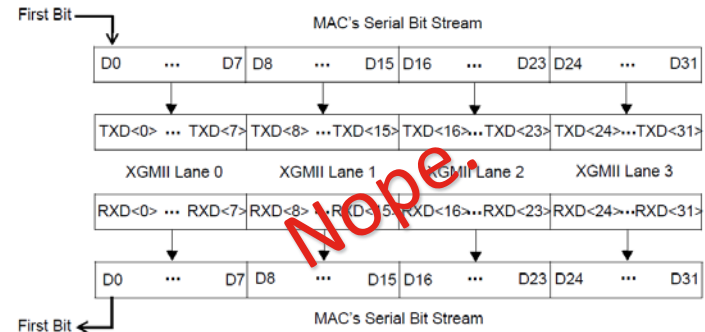 First Bit
MAC's Serial Bit Stream
D0 ... D7 D8 ... D15 D16 ... D23 D24 ... D31
TXD<0> ... TXD<7> TXD<8> ...TXD<15> TXD<16>...TXD<23> TXD<24>...TXD<31>
XGMII Lane 0 XGMII Lane 1 XGMII Lane 2 XGMII Lane 3
Nope.
RXD<0> ... RXD<7> RXD<8> ...RXD<15> RXD<16>...RXD<23> RXD<24>...RXD<31>
D0 ... D7 D8 ... D15 D16 ... D23 D24 ... D31
MAC's Serial Bit Stream
First Bit